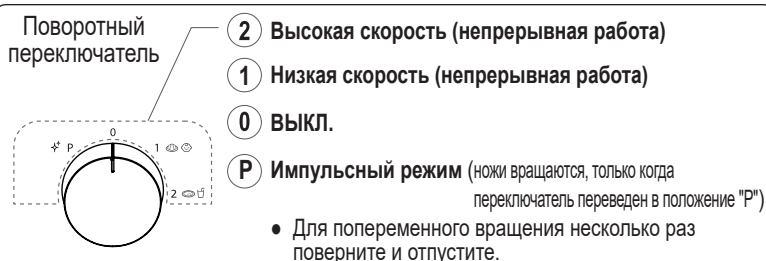 Поворотный
переключатель
2 Высокая скорость (непрерывная работа)
1 Низкая скорость (непрерывная работа)
0 ВЫКЛ.
P Импульсный режим (ножи вращаются, только когда
переключатель переведен в положение "P")
● Для попеременного вращения несколько раз
поверните и отпустите.
0
P
1
2